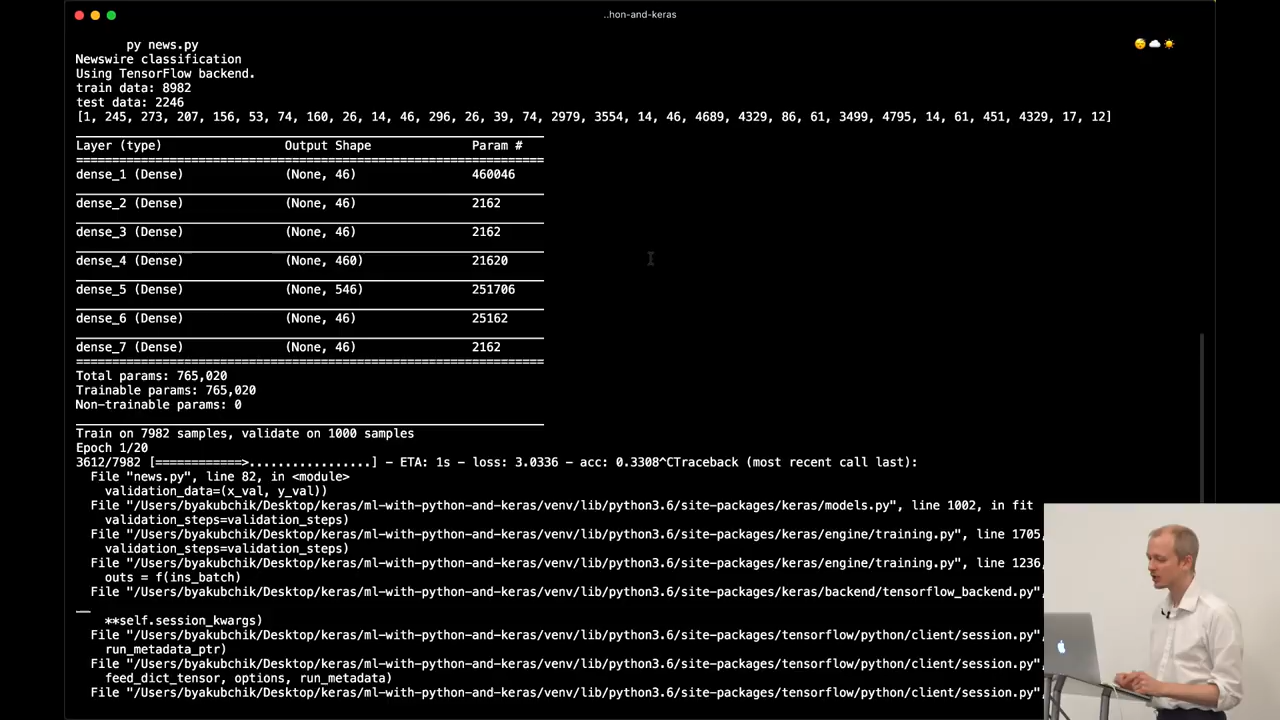 ..hon-and-keras
py news.py
Newswire classification
Using TensorFlow backend.
train data: 8982
test data: 2246
[1, 245, 273, 207, 156, 53, 74, 160, 26, 14, 46, 296, 26, 39, 74, 2979, 3554, 14, 46, 4689, 4329, 86, 61, 3499, 4795, 14, 61, 451, 4329, 17, 12]
Layer (type) Output Shape Param #
=================================================================
dense_1 (Dense) (None, 46) 460046
dense_2 (Dense) (None, 46) 2162
dense_3 (Dense) (None, 46) 2162
dense_4 (Dense) (None, 460) 21620
dense_5 (Dense) (None, 546) 251706
dense_6 (Dense) (None, 46) 25162
dense_7 (Dense) (None, 46) 2162
=================================================================
Total params: 765,020
Trainable params: 765,020
Non-trainable params: 0
Train on 7982 samples, validate on 1000 samples
Epoch 1/20
3612/7982 [============>.................] - ETA: 1s - loss: 3.0336 - acc: 0.3308^CTraceback (most recent call last):
File "news.py", line 82, in <module>
validation_data=(x_val, y_val))
File "/Users/byakubchik/Desktop/keras/ml-with-python-and-keras/venv/lib/python3.6/site-packages/keras/models.py", line 1002, in fit
validation_steps=validation_steps)
File "/Users/byakubchik/Desktop/keras/ml-with-python-and-keras/venv/lib/python3.6/site-packages/keras/engine/training.py", line 1705,
validation_steps=validation_steps)
File "/Users/byakubchik/Desktop/keras/ml-with-python-and-keras/venv/lib/python3.6/site-packages/keras/engine/training.py", line 1236,
outs = f(ins_batch)
File "/Users/byakubchik/Desktop/keras/ml-with-python-and-keras/venv/lib/python3.6/site-packages/keras/backend/tensorflow_backend.py",
__
**self.session_kwargs)
File "/Users/byakubchik/Desktop/keras/ml-with-python-and-keras/venv/lib/python3.6/site-packages/tensorflow/python/client/session.py",
run_metadata_ptr)
File "/Users/byakubchik/Desktop/keras/ml-with-python-and-keras/venv/lib/python3.6/site-packages/tensorflow/python/client/session.py",
feed_dict_tensor, options, run_metadata)
File "/Users/byakubchik/Desktop/keras/ml-with-python-and-keras/venv/lib/python3.6/site-packages/tensorflow/python/client/session.py",